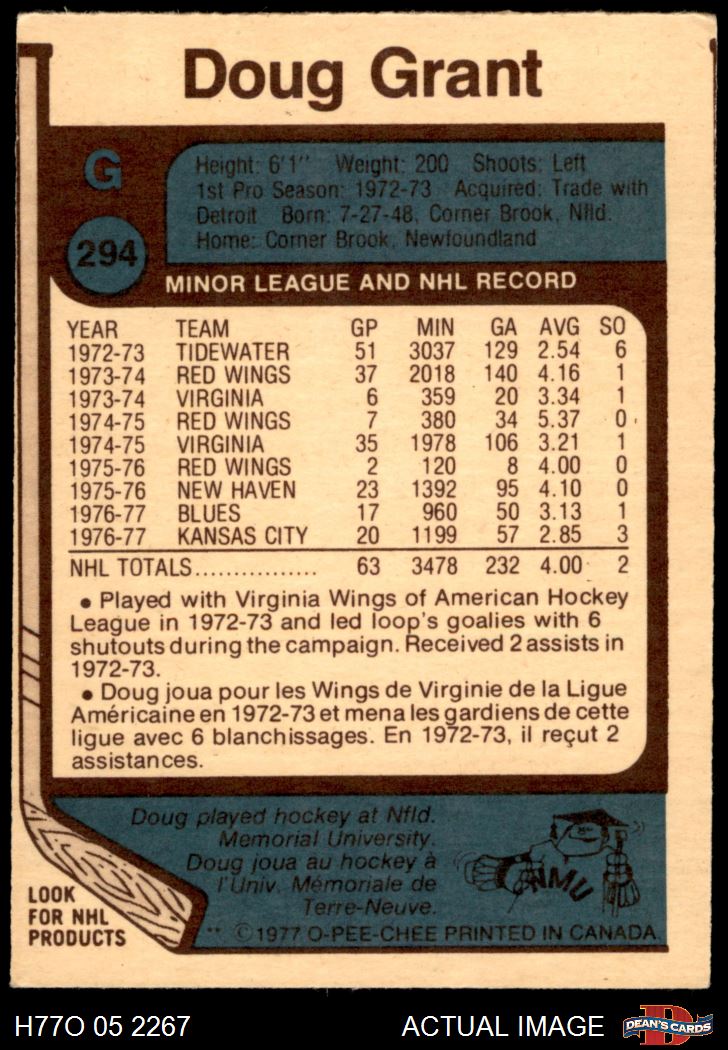 Doug Grant
G
294
Height: 6'1" Weight: 200 Shoots: Left
1st Pro Season: 1972-73 Acquired: Trade with
Detroit Born: 7-27-48, Corner Brook, Nfld.
Home: Corner Brook, Newfoundland
MINOR LEAGUE AND NHL RECORD
YEAR TEAM GP MIN GA AVG SO
1972-73 TIDEWATER 51 3037 129 2.54 6
1973-74 RED WINGS 37 2018 140 4.16 1
1973-74 VIRGINIA 6 359 20 3.34 1
1974-75 RED WINGS 7 380 34 5.37 0
1974-75 VIRGINIA 35 1978 106 3.21 1
1975-76 RED WINGS 2 120 8 4.00 0
1975-76 NEW HAVEN 23 1392 95 4.10 0
1976-77 BLUES 17 960 50 3.13 1
1976-77 KANSAS CITY 20 1199 57 2.85 3
NHL TOTALS................ 63 3478 232 4.00 2
• Played with Virginia Wings of American Hockey
League in 1972-73 and led loop's goalies with 6
shutouts during the campaign. Received 2 assists in
1972-73.
• Doug joua pour les Wings de Virginie de la Ligue
Américaine en 1972-73 et mena les gardiens de cette
ligue avec 6 blanchissages. En 1972-73, il reçut 2
assistances.
Doug played hockey at Nfld.
Memorial University.
Doug joua au hockey à
l'Univ. Mémoriale de
Terre-Neuve.
NMU
LOOK
FOR NHL
PRODUCTS
** © 1977 O-PEE-CHEE PRINTED IN CANADA.
H77O 05 2267
ACTUAL IMAGE
D
DEAN'S CARDS